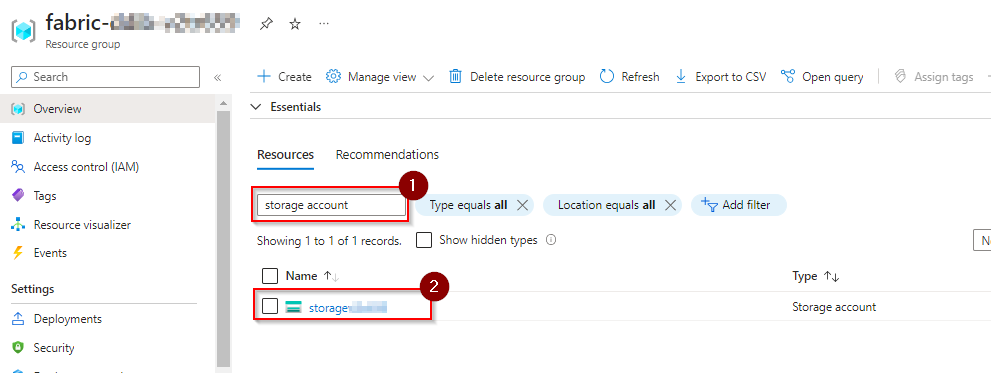 fabric-
Resource group
Search
«
Overview
Activity log
Access control (IAM)
Tags
Resource visualizer
Events
Settings
Deployments
Security
Create
Manage view
Delete resource group
Refresh
Export to CSV
Open query
Assign tags
Essentials
Resources Recommendations
storage account
1
Type equals all
Location equals all
Add filter
Showing 1 to 1 of 1 records.
Show hidden types
Name
Type
2
storage
Storage account